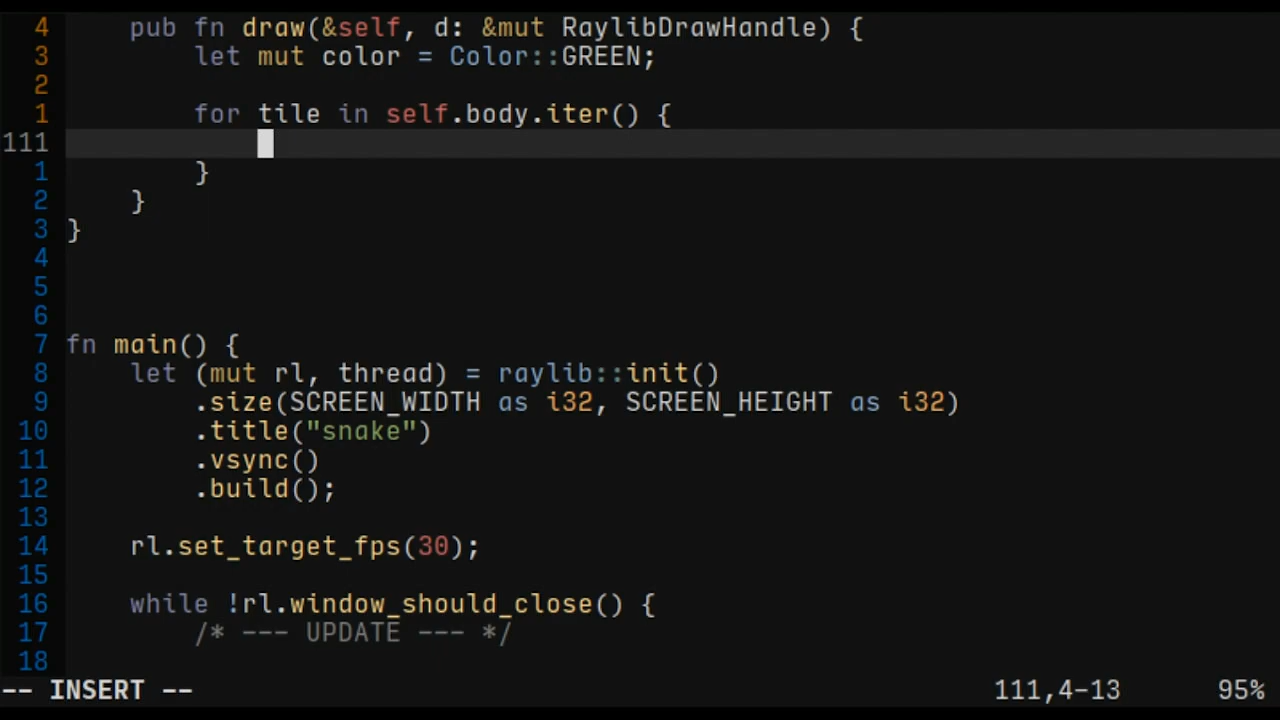 4 pub fn draw(&self, d: &mut RaylibDrawHandle) {
3 let mut color = Color::GREEN;
2
1 for tile in self.body.iter() {
111
1 }
2 }
3 }
4
5
6
7 fn main() {
8 let (mut rl, thread) = raylib::init()
9 .size(SCREEN_WIDTH as i32, SCREEN_HEIGHT as i32)
10 .title("snake")
11 .vsync()
12 .build();
13
14 rl.set_target_fps(30);
15
16 while !rl.window_should_close() {
17 /* --- UPDATE --- */
18
-- INSERT -- 111,4-13 95%